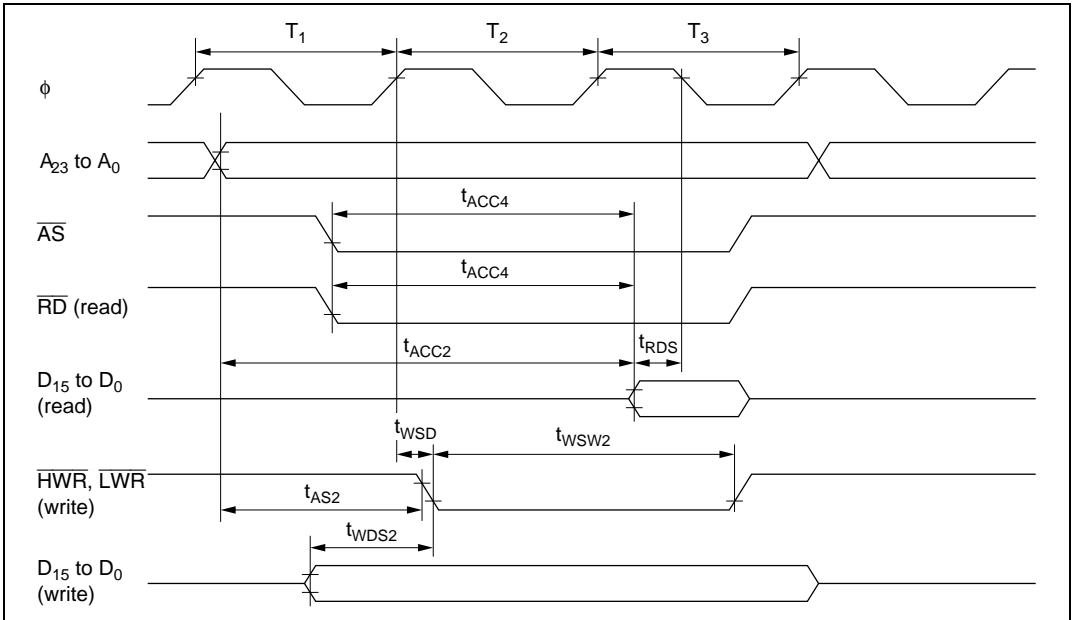 T1 T2 T3
ϕ
A23 to A0
tACC4
AS
tACC4
RD (read)
tACC2 tRDS
D15 to D0
(read)
tWSD tWSW2
HWR, LWR
(write)
tAS2
tWDS2
D15 to D0
(write)